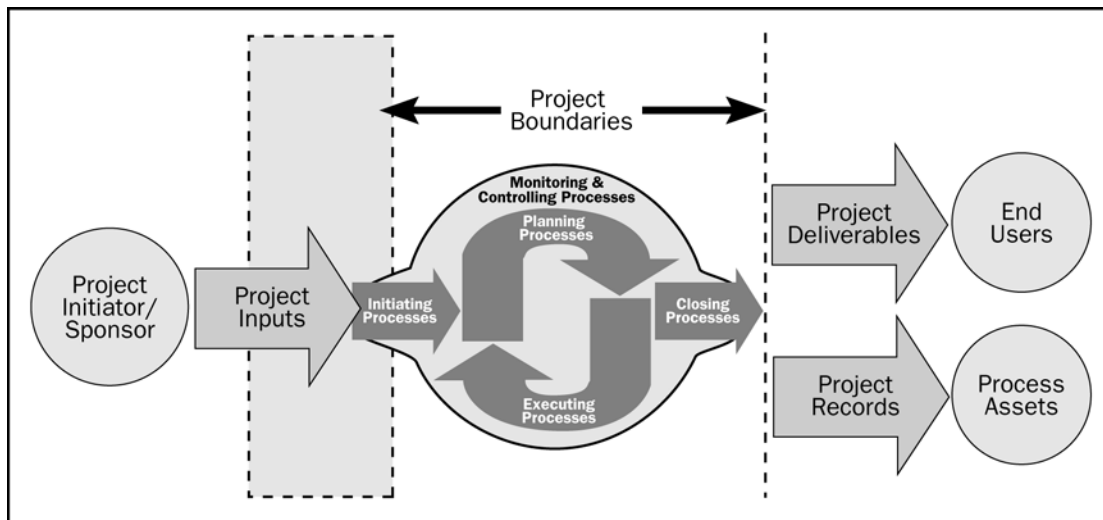 Project
Boundaries
Monitoring &
Controlling Processes
Planning
Processes
Project
Initiator/
Sponsor
Project
Inputs
Initiating
Processes
Closing
Processes
Executing
Processes
Project
Deliverables
End
Users
Project
Records
Process
Assets